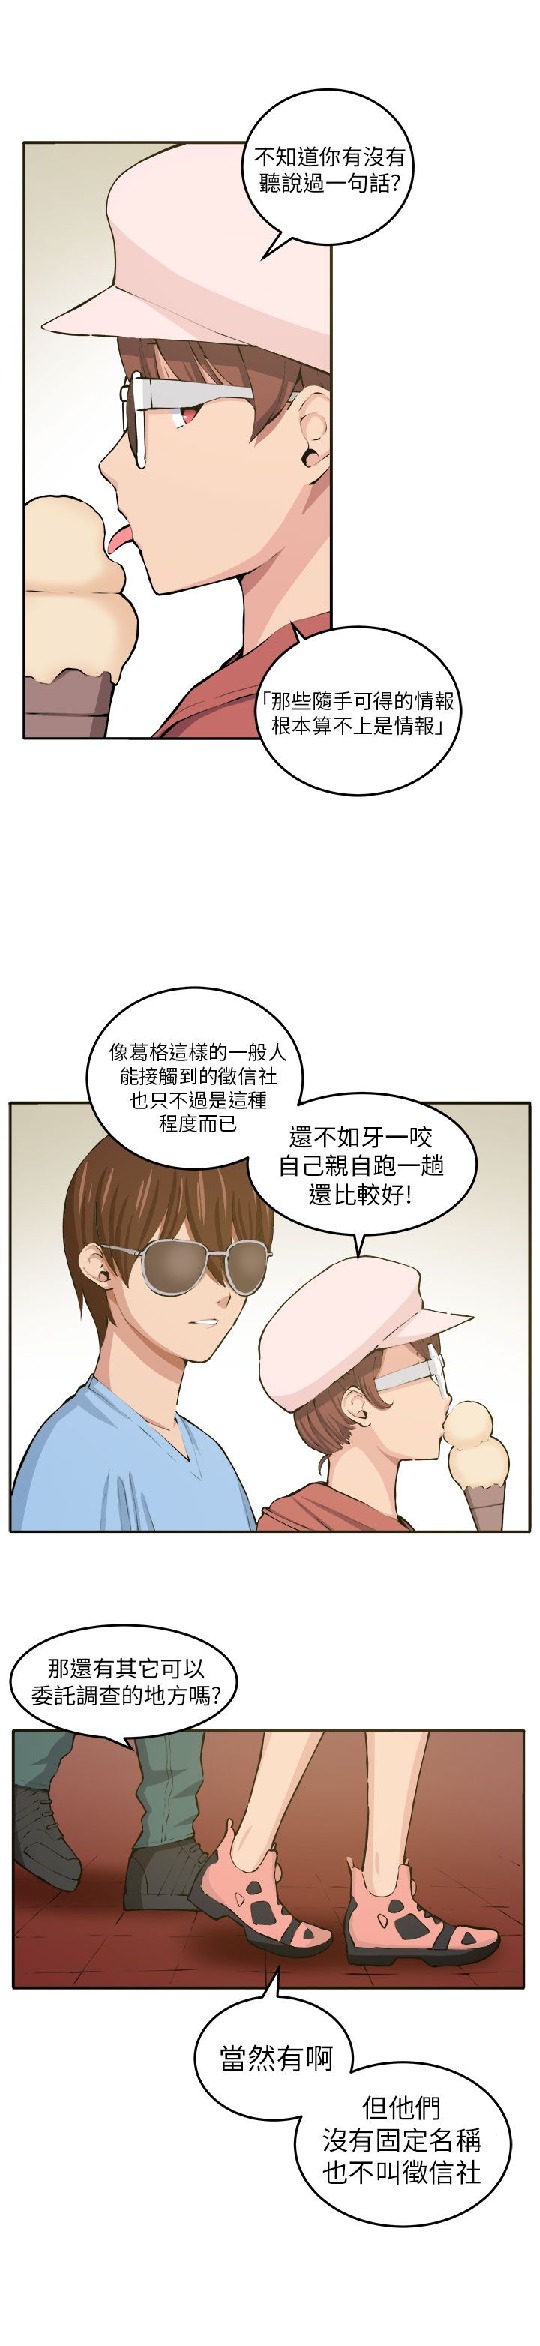 不知道你有沒有
聽說過一句話?
「那些隨手可得的情報
根本算不上是情報」
像葛格這樣的一般人
能接觸到的徵信社
也只不過是這種
程度而已
還不如牙一咬
自己親自跑一趟
還比較好!
那還有其它可以
委託調查的地方嗎?
當然有啊
但他們
沒有固定名稱
也不叫徵信社